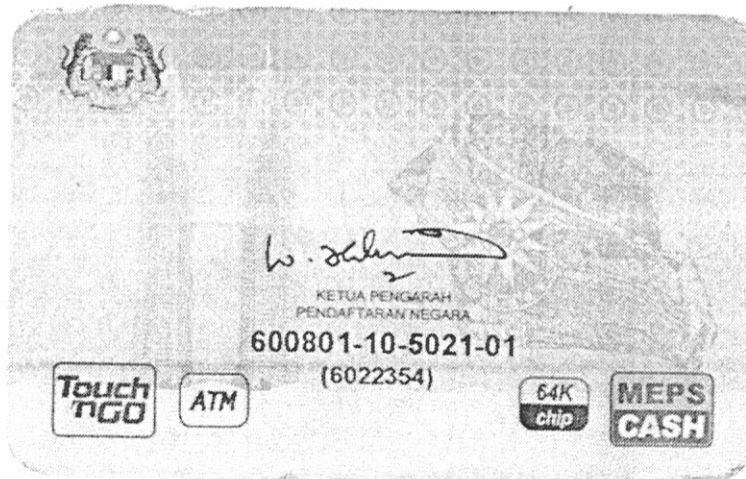 KETUA PENGARAH
PENDAFTARAN NEGARA
600801-10-5021-01
(6022354)
Touch
'nGO
ATM
64K
chip
MEPS
CASH